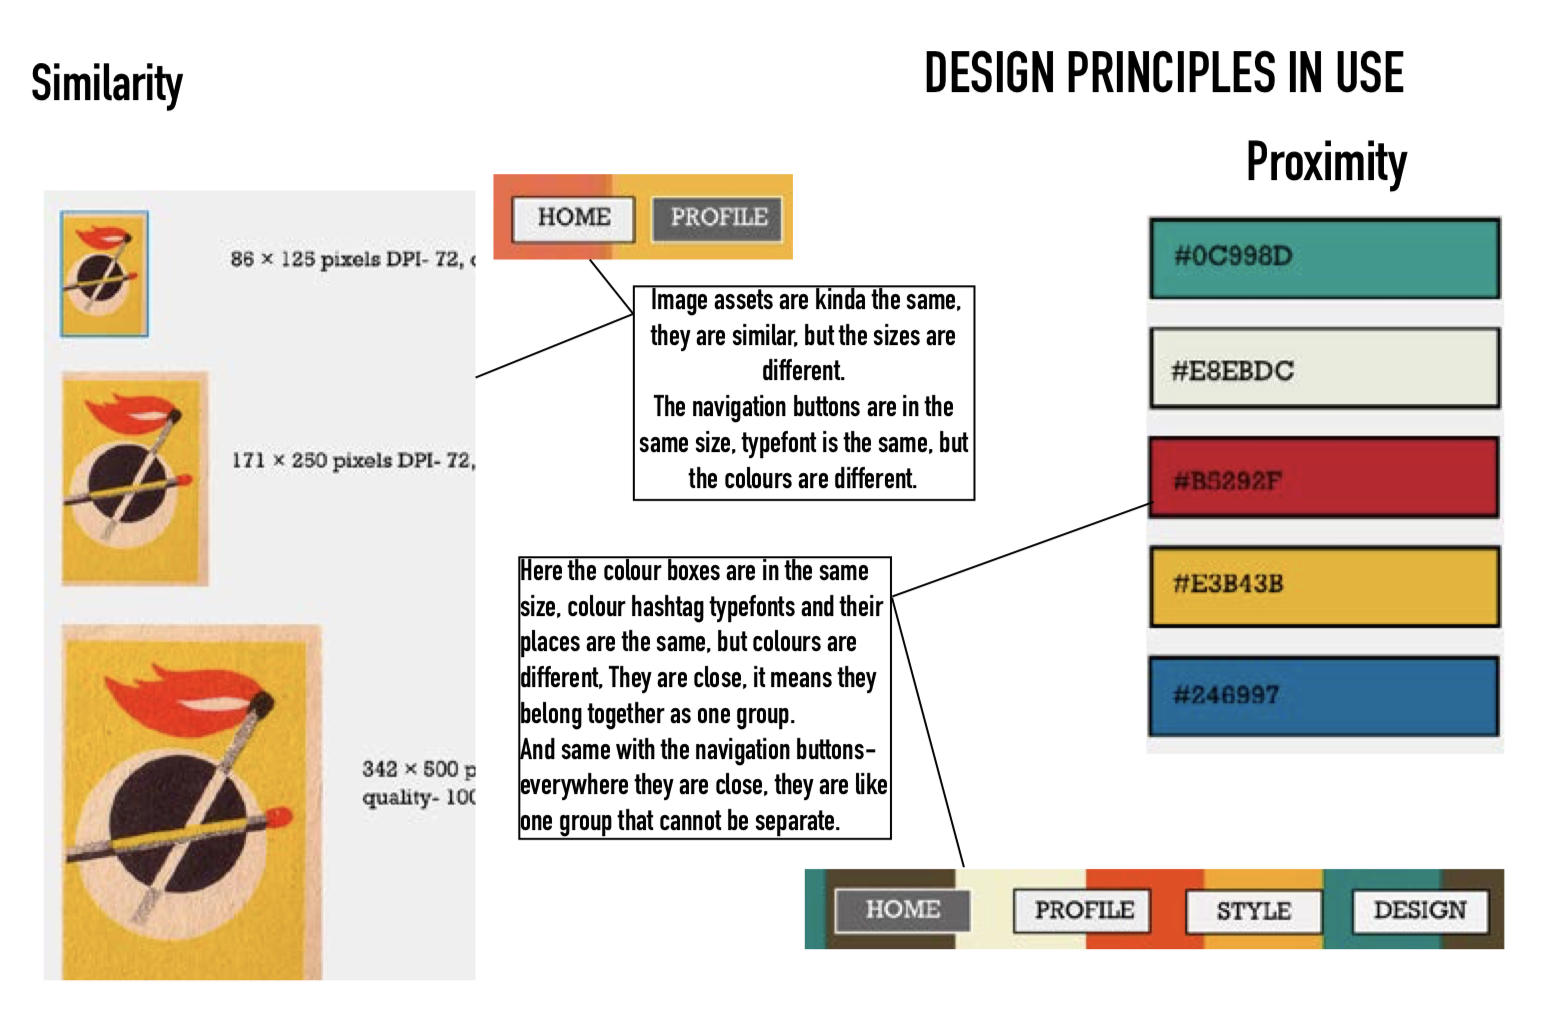 Similarity
DESIGN PRINCIPLES IN USE
Proximity
86 × 125 pixels DPI- 72,
171 × 250 pixels DPI- 72,
342 × 500
quality- 100
HOME
PROFILE
Image assets are kinda the same,
they are similar, but the sizes are
different.
The navigation buttons are in the
same size, typefont is the same, but
the colours are different.
Here the colour boxes are in the same
size, colour hashtag typefonts and their
places are the same, but colours are
different, They are close, it means they
belong together as one group.
And same with the navigation buttons-
everywhere they are close, they are like
one group that cannot be separate.
#0C998D
#E8EBDC
#B5292F
#E3B43B
#246997
HOME
PROFILE
STYLE
DESIGN